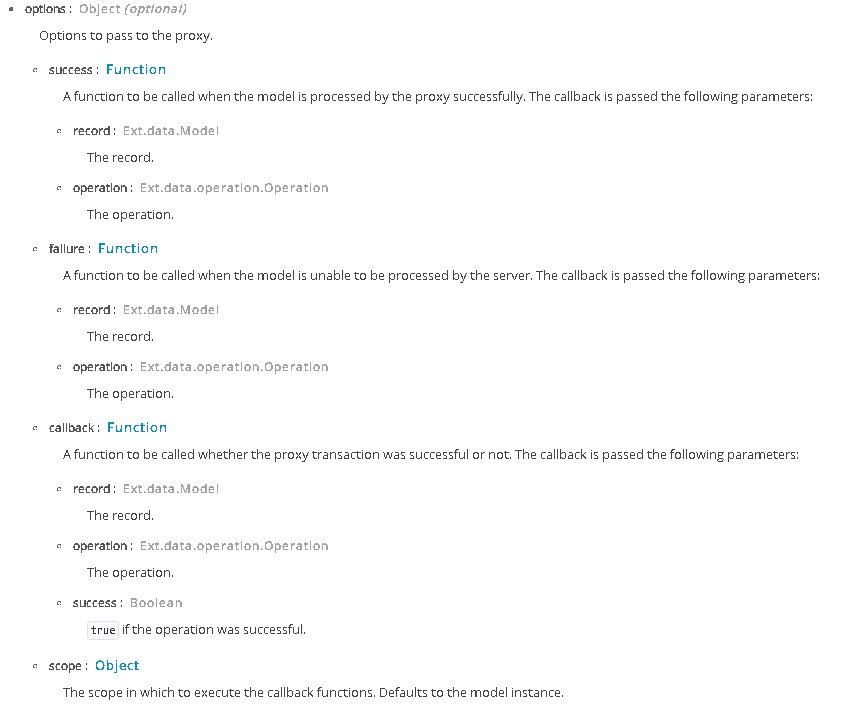 options : Object (optional)
Options to pass to the proxy.
success : Function
A function to be called when the model is processed by the proxy successfully. The callback is passed the following parameters:
record : Ext.data.Model
The record.
operation : Ext.data.operation.Operation
The operation.
failure : Function
A function to be called when the model is unable to be processed by the server. The callback is passed the following parameters:
record : Ext.data.Model
The record.
operation : Ext.data.operation.Operation
The operation.
callback : Function
A function to be called whether the proxy transaction was successful or not. The callback is passed the following parameters:
record : Ext.data.Model
The record.
operation : Ext.data.operation.Operation
The operation.
success : Boolean
true if the operation was successful.
scope : Object
The scope in which to execute the callback functions. Defaults to the model instance.